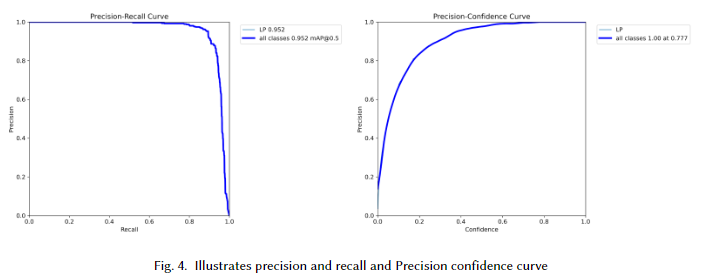 Precision-Recall Curve
1.0
0.8
0.6
0.4
0.2
0.0
Precision
0.0 0.2 0.4 0.6 0.8 1.0
Recall
LP 0.952
all classes 0.952 mAP@0.5
Precision-Confidence Curve
1.0
0.8
0.6
0.4
0.2
0.0
Precision
0.0 0.2 0.4 0.6 0.8 1.0
Confidence
LP
all classes 1.00 at 0.777
Fig. 4. Illustrates precision and recall and Precision confidence curve